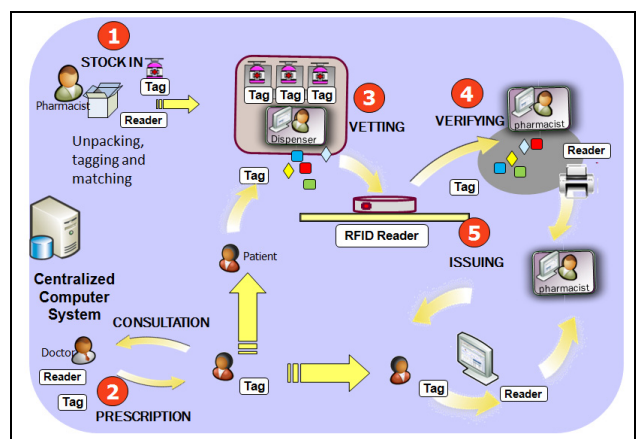 1
STOCK IN
Tag
Pharmacist
Reader
Unpacking,
tagging and
matching
Tag
Tag
Tag
Dispenser
3
VETTING
4
VERIFYING
pharmacist
Reader
Tag
Tag
RFID Reader
5
ISSUING
pharmacist
Patient
Centralized
Computer
System
CONSULTATION
Doctor
Reader
Tag
2
PRESCRIPTION
Tag
Tag
Reader